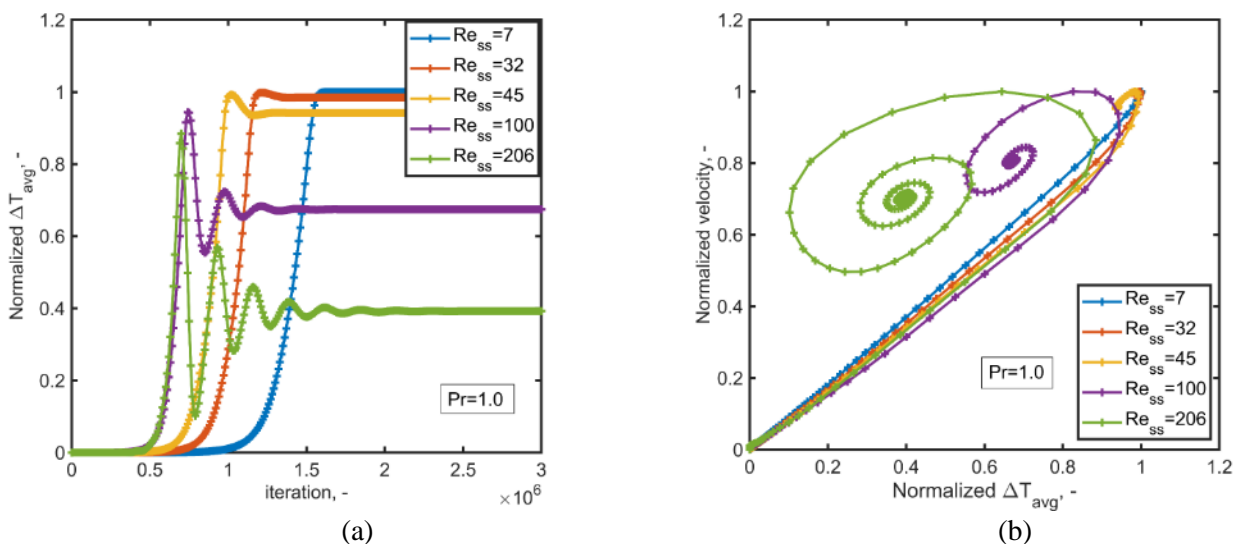 1.2
1
0.8
0.6
0.4
0.2
0
Normalized ΔT_avg, -
0
0.5
1
1.5
2
2.5
3
×10^6
iteration, -
Re_ss=7
Re_ss=32
Re_ss=45
Re_ss=100
Re_ss=206
Pr=1.0
(a)
1.2
1
0.8
0.6
0.4
0.2
0
Normalized velocity, -
0
0.2
0.4
0.6
0.8
1
1.2
Normalized ΔT_avg, -
Re_ss=7
Re_ss=32
Re_ss=45
Re_ss=100
Re_ss=206
Pr=1.0
(b)